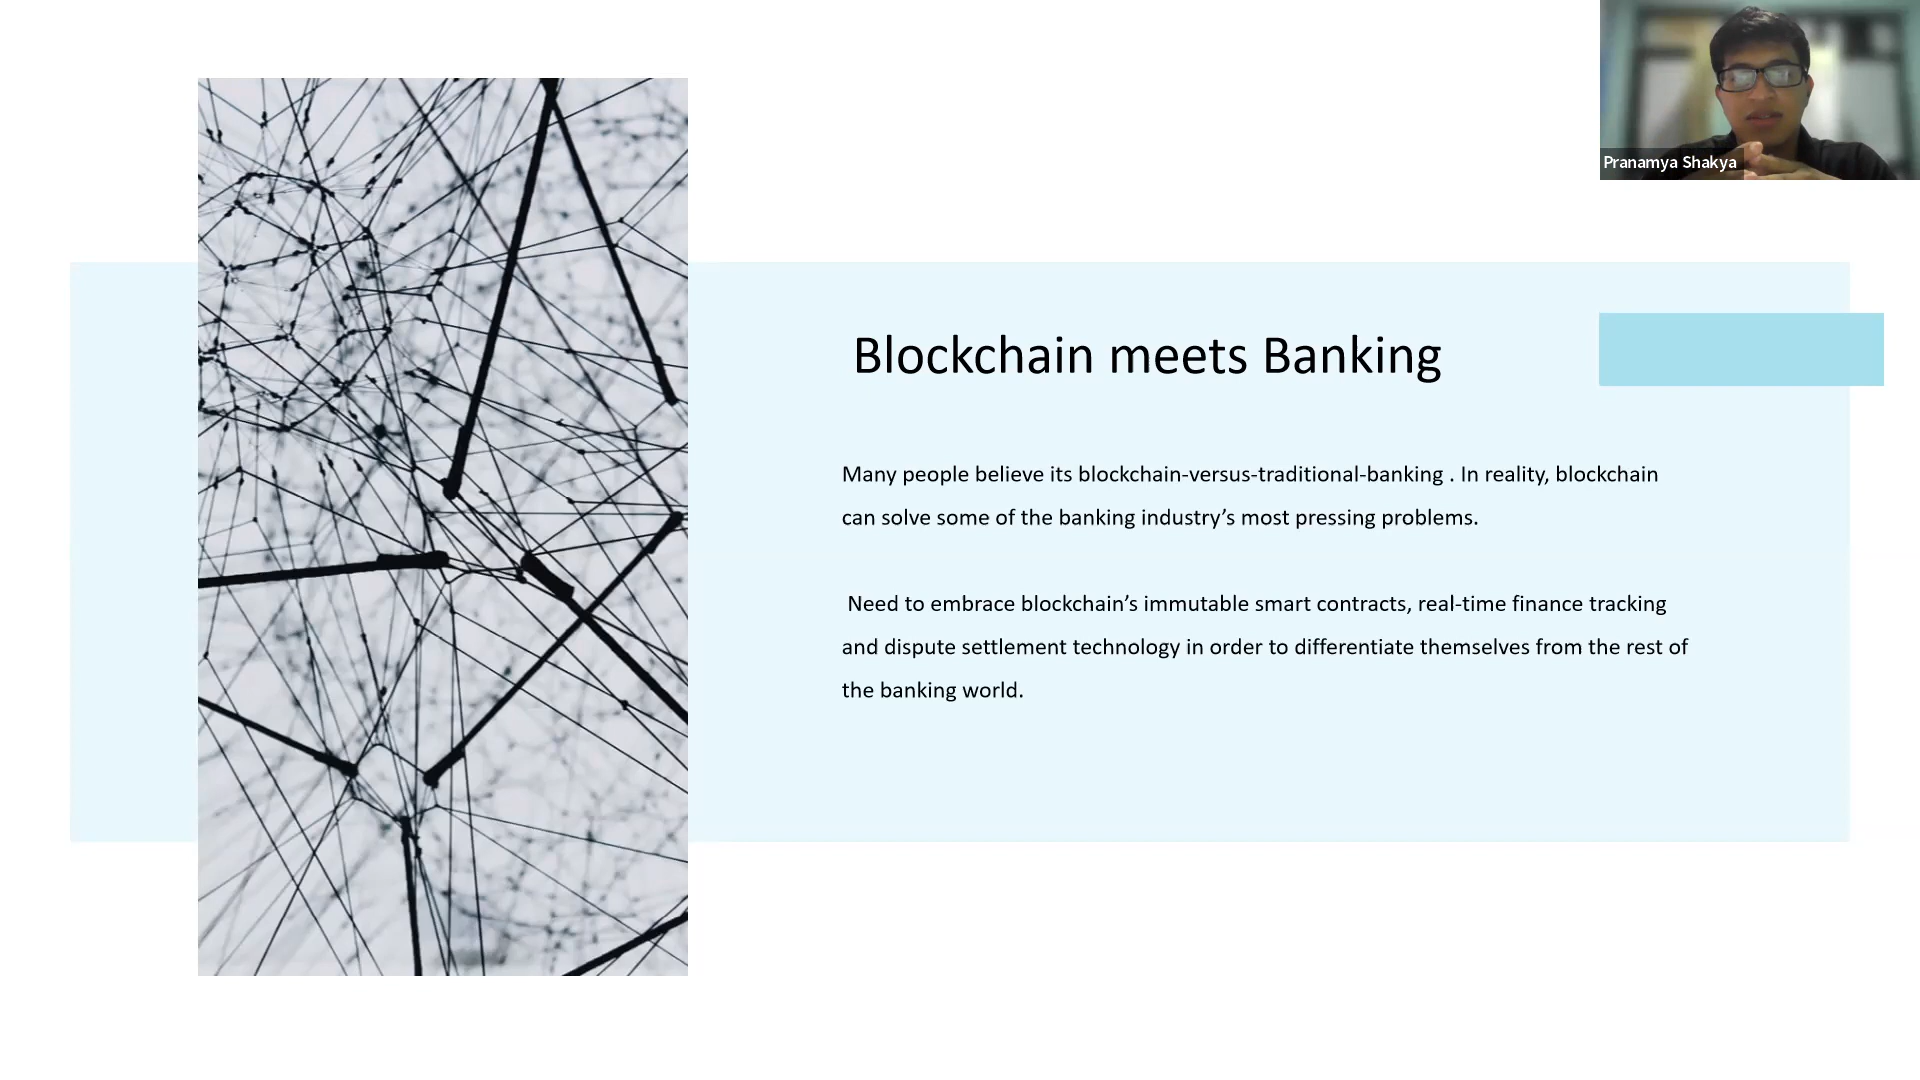 Pranamya Shakya
Blockchain meets Banking
Many people believe its blockchain-versus-traditional-banking . In reality, blockchain
can solve some of the banking industry’s most pressing problems.
Need to embrace blockchain’s immutable smart contracts, real-time finance tracking
and dispute settlement technology in order to differentiate themselves from the rest of
the banking world.